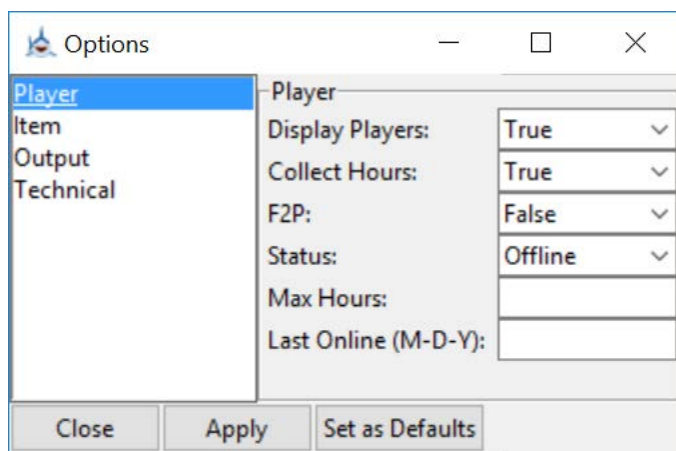 Options
Player
Item
Output
Technical
Player
Display Players: True
Collect Hours: True
F2P: False
Status: Offline
Max Hours:
Last Online (M-D-Y):
Close Apply Set as Defaults